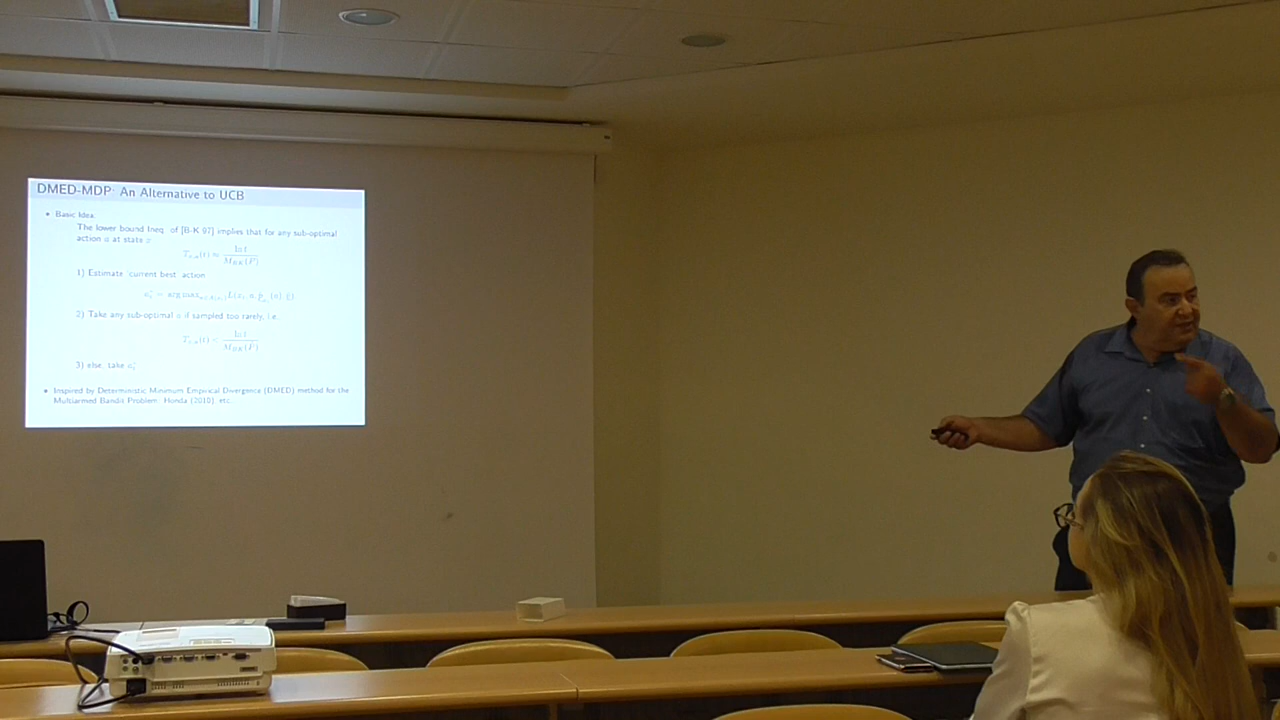 DMED-MDP: An Alternative to UCB
• Basic Idea:
The lower bound Ineq. of [B-K 97] implies that for any sub-optimal
action a at state x
ln t
1) Estimate "current best" action
2) Take any sub-optimal a if sampled too rarely, i.e.
ln t
3) else, take
• Inspired by Deterministic Minimum Empirical Divergence (DMED) method for the
Multiarmed Bandit Problem: Honda (2010), etc.